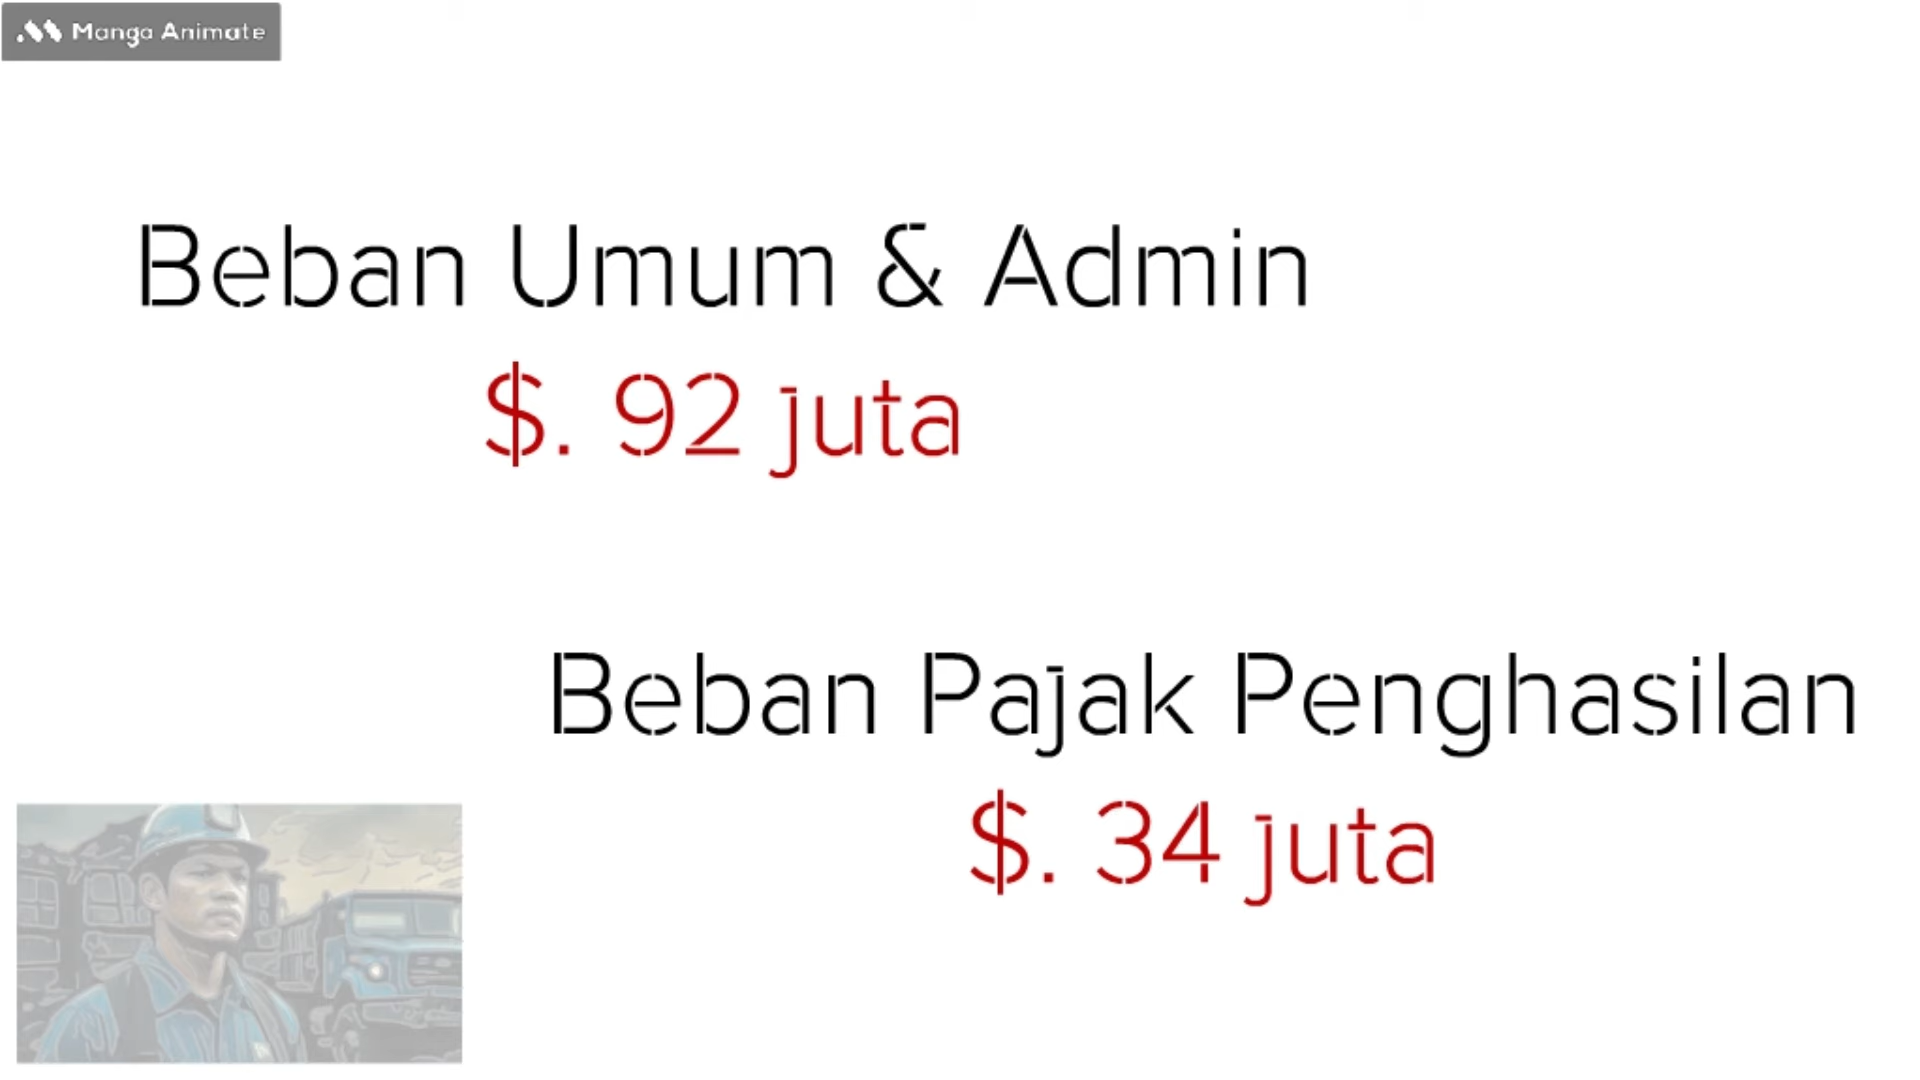 Manga Animate
Beban Umum & Admin
$. 92 juta
Beban Pajak Penghasilan
$. 34 juta